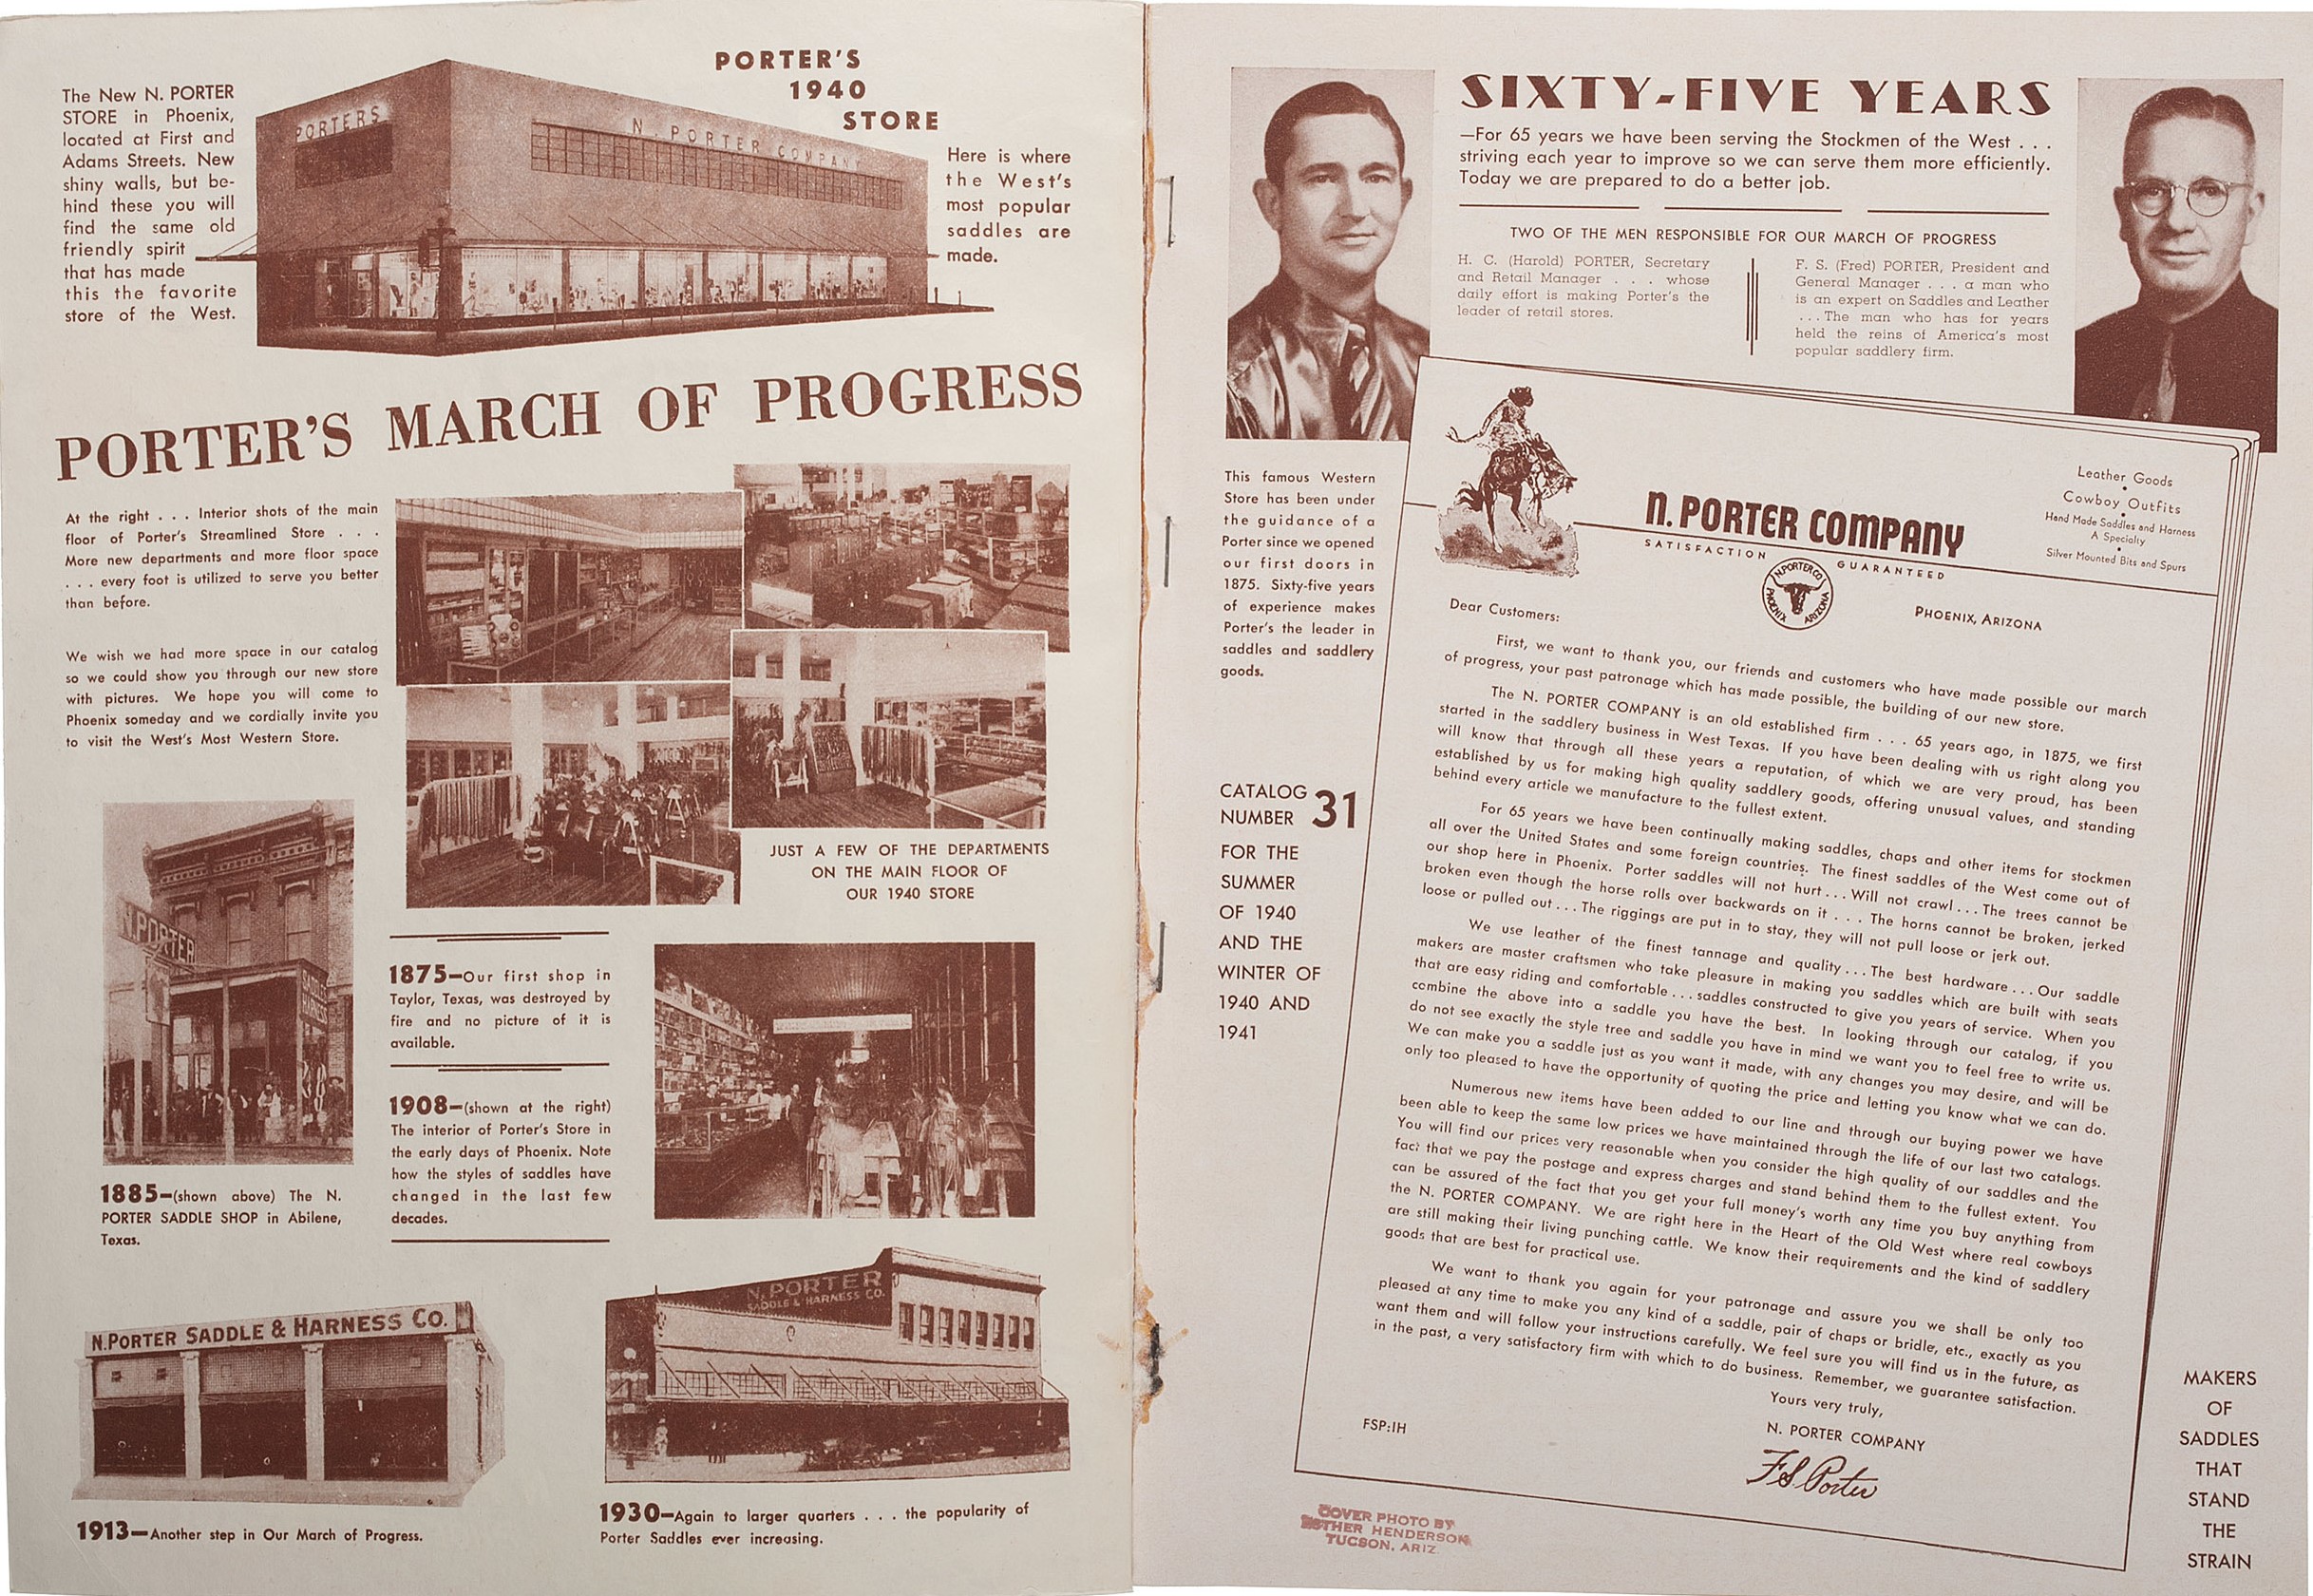 PORTER'S
1940
STORE
The New N. PORTER
STORE in Phoenix,
located at First and
Adams Streets. New
shiny walls, but be-
hind these you will
find the same old
friendly spirit
that has made
this the favorite
store of the West.
PORTERS
N. PORTER COMPANY
Here is where
the West's
most popular
saddles are
made.
PORTER'S MARCH OF PROGRESS
At the right . . . Interior shots of the main
floor of Porter's Streamlined Store . . .
More new departments and more floor space
. . . every foot is utilized to serve you better
than before.
We wish we had more space in our catalog
so we could show you through our new store
with pictures. We hope you will come to
Phoenix someday and we cordially invite you
to visit the West's Most Western Store.
JUST A FEW OF THE DEPARTMENTS
ON THE MAIN FLOOR OF
OUR 1940 STORE
N. PORTER
SADDLES
HARNESS
1885—(shown above) The N.
PORTER SADDLE SHOP in Abilene,
Texas.
1875—Our first shop in
Taylor, Texas, was destroyed by
fire and no picture of it is
available.
1908—(shown at the right)
The interior of Porter's Store in
the early days of Phoenix. Note
how the styles of saddles have
changed in the last few
decades.
N. PORTER SADDLE & HARNESS CO.
1913—Another step in Our March of Progress.
N. PORTER
SADDLE & HARNESS CO.
1930—Again to larger quarters . . . the popularity of
Porter Saddles ever increasing.
SIXTY-FIVE YEARS
—For 65 years we have been serving the Stockmen of the West . . .
striving each year to improve so we can serve them more efficiently.
Today we are prepared to do a better job.
TWO OF THE MEN RESPONSIBLE FOR OUR MARCH OF PROGRESS
H. C. (Harold) PORTER, Secretary
and Retail Manager . . . whose
daily effort is making Porter's the
leader of retail stores.
F. S. (Fred) PORTER, President and
General Manager . . . a man who
is an expert on Saddles and Leather
. . . The man who has for years
held the reins of America's most
popular saddlery firm.
This famous Western
Store has been under
the guidance of a
Porter since we opened
our first doors in
1875. Sixty-five years
of experience makes
Porter's the leader in
saddles and saddlery
goods.
CATALOG
NUMBER 31
FOR THE
SUMMER
OF 1940
AND THE
WINTER OF
1940 AND
1941
N. PORTER COMPANY
SATISFACTION GUARANTEED
N. PORTER CO.
PHOENIX ARIZONA
Leather Goods
•
Cowboy Outfits
•
Hand Made Saddles and Harness
A Specialty
•
Silver Mounted Bits and Spurs
PHOENIX, ARIZONA
Dear Customers:
First, we want to thank you, our friends and customers who have made possible our march
of progress, your past patronage which has made possible, the building of our new store.
The N. PORTER COMPANY is an old established firm . . . 65 years ago, in 1875, we first
started in the saddlery business in West Texas. If you have been dealing with us right along you
will know that through all these years a reputation, of which we are very proud, has been
established by us for making high quality saddlery goods, offering unusual values, and standing
behind every article we manufacture to the fullest extent.
For 65 years we have been continually making saddles, chaps and other items for stockmen
all over the United States and some foreign countries. The finest saddles of the West come out of
our shop here in Phoenix. Porter saddles will not hurt . . . Will not crawl . . . The trees cannot be
broken even though the horse rolls over backwards on it . . . . The horns cannot be broken, jerked
loose or pulled out . . . The riggings are put in to stay, they will not pull loose or jerk out.
We use leather of the finest tannage and quality . . . The best hardware . . . Our saddle
makers are master craftsmen who take pleasure in making you saddles which are built with seats
that are easy riding and comfortable . . . saddles constructed to give you years of service. When you
combine the above into a saddle you have the best. In looking through our catalog, if you
do not see exactly the style tree and saddle you have in mind we want you to feel free to write us.
We can make you a saddle just as you want it made, with any changes you may desire, and will be
only too pleased to have the opportunity of quoting the price and letting you know what we can do.
Numerous new items have been added to our line and through our buying power we have
been able to keep the same low prices we have maintained through the life of our last two catalogs.
You will find our prices very reasonable when you consider the high quality of our saddles and the
fact that we pay the postage and express charges and stand behind them to the fullest extent. You
can be assured of the fact that you get your full money's worth any time you buy anything from
the N. PORTER COMPANY. We are right here in the Heart of the Old West where real cowboys
are still making their living punching cattle. We know their requirements and the kind of saddlery
goods that are best for practical use.
We want to thank you again for your patronage and assure you we shall be only too
pleased at any time to make you any kind of a saddle, pair of chaps or bridle, etc., exactly as you
want them and will follow your instructions carefully. We feel sure you will find us in the future, as
in the past, a very satisfactory firm with which to do business. Remember, we guarantee satisfaction.
Yours very truly,
N. PORTER COMPANY
F S Porter
FSP:IH
COVER PHOTO BY
ESTHER HENDERSON
TUCSON, ARIZ.
MAKERS
OF
SADDLES
THAT
STAND
THE
STRAIN